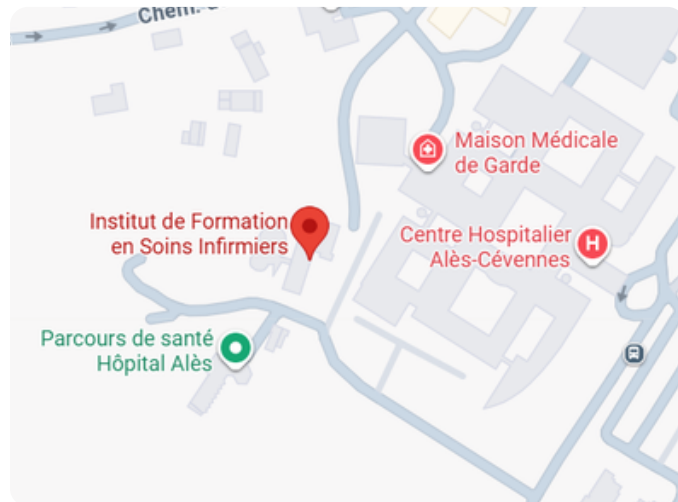 Chem.
Maison Médicale
de Garde
Institut de Formation
en Soins Infirmiers
Centre Hospitalier
Alès-Cévennes
H
Parcours de santé
Hôpital Alès